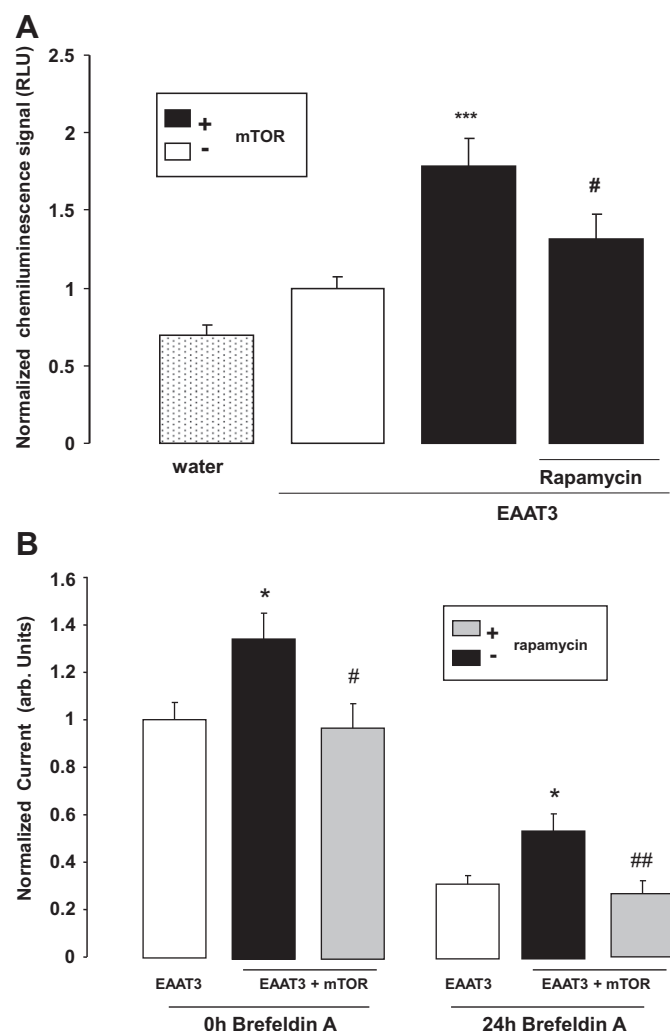 A
Normalized chemiluminescence signal (RLU)
2.5
2
1.5
1
0.5
0
+
mTOR
-
***
#
water
Rapamycin
EAAT3
B
Normalized Current (arb. Units)
1.6
1.4
1.2
1
0.8
0.6
0.4
0.2
0
+
rapamycin
-
*
#
*
##
EAAT3
EAAT3 + mTOR
EAAT3
EAAT3 + mTOR
0h Brefeldin A
24h Brefeldin A